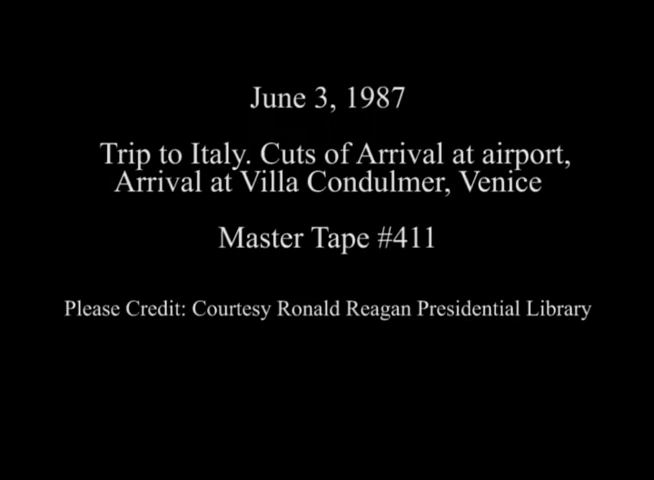 June 3, 1987
Trip to Italy. Cuts of Arrival at airport,
Arrival at Villa Condulmer, Venice
Master Tape #411
Please Credit: Courtesy Ronald Reagan Presidential Library